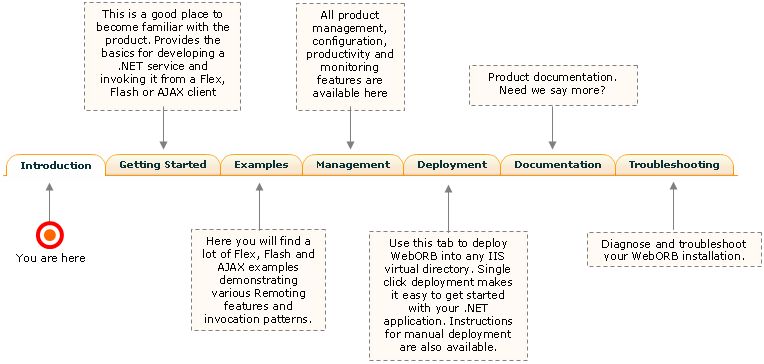 This is a good place to
become familiar with the
product. Provides the
basics for developing a
.NET service and
invoking it from a Flex,
Flash or AJAX client
All product
management,
configuration,
productivity and
monitoring
features are
available here
Product documentation.
Need we say more?
Introduction
Getting Started
Examples
Management
Deployment
Documentation
Troubleshooting
You are here
Here you will find a
lot of Flex, Flash and
AJAX examples
demonstrating
various Remoting
features and
invocation patterns.
Use this tab to deploy
WebORB into any IIS
virtual directory. Single
click deployment makes
it easy to get started
with your .NET
application. Instructions
for manual deployment
are also available.
Diagnose and troubleshoot
your WebORB installation.